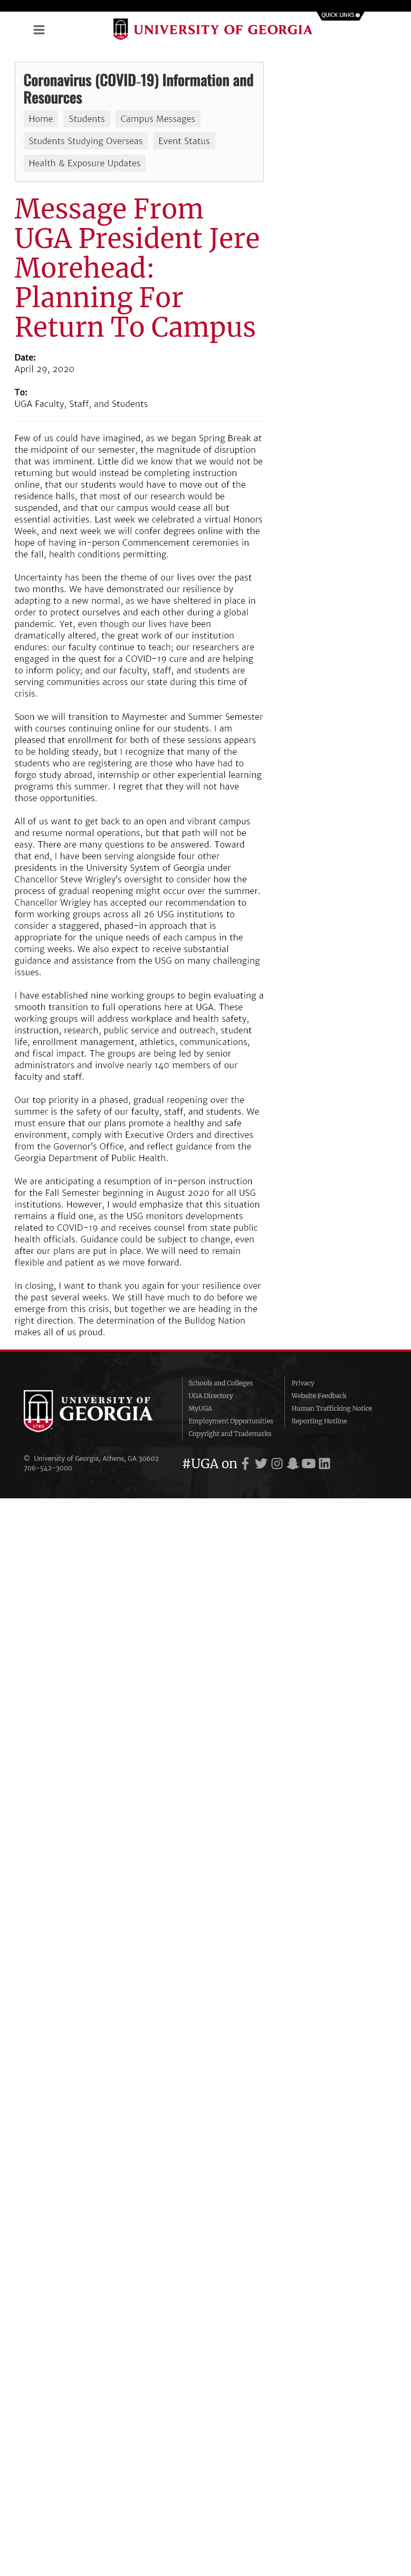 QUICK LINKS
UNIVERSITY OF GEORGIA
Coronavirus (COVID-19) Information and
Resources
Home Students Campus Messages
Students Studying Overseas Event Status
Health & Exposure Updates
Message From
UGA President Jere
Morehead:
Planning For
Return To Campus
Date:
April 29, 2020
To:
UGA Faculty, Staff, and Students
Few of us could have imagined, as we began Spring Break at
the midpoint of our semester, the magnitude of disruption
that was imminent. Little did we know that we would not be
returning but would instead be completing instruction
online, that our students would have to move out of the
residence halls, that most of our research would be
suspended, and that our campus would cease all but
essential activities. Last week we celebrated a virtual Honors
Week, and next week we will confer degrees online with the
hope of having in-person Commencement ceremonies in
the fall, health conditions permitting.
Uncertainty has been the theme of our lives over the past
two months. We have demonstrated our resilience by
adapting to a new normal, as we have sheltered in place in
order to protect ourselves and each other during a global
pandemic. Yet, even though our lives have been
dramatically altered, the great work of our institution
endures: our faculty continue to teach; our researchers are
engaged in the quest for a COVID-19 cure and are helping
to inform policy; and our faculty, staff, and students are
serving communities across our state during this time of
crisis.
Soon we will transition to Maymester and Summer Semester
with courses continuing online for our students. I am
pleased that enrollment for both of these sessions appears
to be holding steady, but I recognize that many of the
students who are registering are those who have had to
forgo study abroad, internship or other experiential learning
programs this summer. I regret that they will not have
those opportunities.
All of us want to get back to an open and vibrant campus
and resume normal operations, but that path will not be
easy. There are many questions to be answered. Toward
that end, I have been serving alongside four other
presidents in the University System of Georgia under
Chancellor Steve Wrigley's oversight to consider how the
process of gradual reopening might occur over the summer.
Chancellor Wrigley has accepted our recommendation to
form working groups across all 26 USG institutions to
consider a staggered, phased-in approach that is
appropriate for the unique needs of each campus in the
coming weeks. We also expect to receive substantial
guidance and assistance from the USG on many challenging
issues.
I have established nine working groups to begin evaluating a
smooth transition to full operations here at UGA. These
working groups will address workplace and health safety,
instruction, research, public service and outreach, student
life, enrollment management, athletics, communications,
and fiscal impact. The groups are being led by senior
administrators and involve nearly 140 members of our
faculty and staff.
Our top priority in a phased, gradual reopening over the
summer is the safety of our faculty, staff, and students. We
must ensure that our plans promote a healthy and safe
environment, comply with Executive Orders and directives
from the Governor's Office, and reflect guidance from the
Georgia Department of Public Health.
We are anticipating a resumption of in-person instruction
for the Fall Semester beginning in August 2020 for all USG
institutions. However, I would emphasize that this situation
remains a fluid one, as the USG monitors developments
related to COVID-19 and receives counsel from state public
health officials. Guidance could be subject to change, even
after our plans are put in place. We will need to remain
flexible and patient as we move forward.
In closing, I want to thank you again for your resilience over
the past several weeks. We still have much to do before we
emerge from this crisis, but together we are heading in the
right direction. The determination of the Bulldog Nation
makes all of us proud.
UNIVERSITY OF
GEORGIA
1785
© University of Georgia, Athens, GA 30602
706-542-3000
Schools and Colleges
UGA Directory
MyUGA
Employment Opportunities
Copyright and Trademarks
Privacy
Website Feedback
Human Trafficking Notice
Reporting Hotline
#UGA on